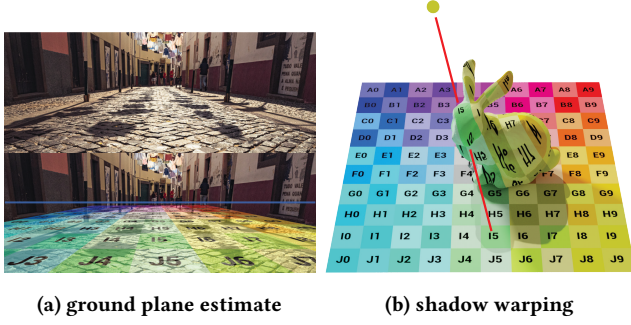 J3 J4 J5
A0 A1 A2 A3 A6 A7 A8 A9
B0 B1 B2 B3 B8 B9
C0 C1 C2 C3 C8 C9
I5 H7
D0 D1 D2 D3 D8 D9
E0 E1 E2 E3 E8 E9
F0 F1 F2 F3 F4 F7 F8 F9
G0 G1 G2 G3 G4 G5 G6 G7 G8 G9
H0 H1 H2 H3 H4 H5 H6 H7 H8 H9
I0 I1 I2 I3 I4 I5 I6 I7 I8 I9
J0 J1 J2 J3 J4 J5 J6 J7 J8 J9
(a) ground plane estimate
(b) shadow warping